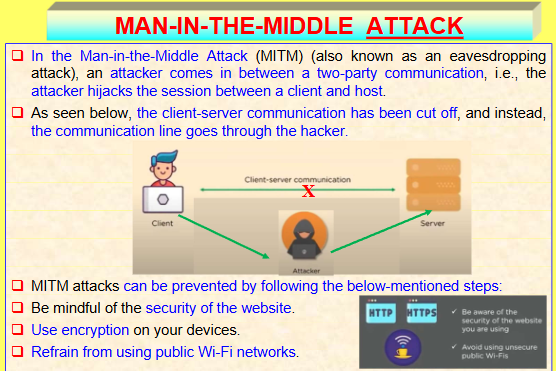 MAN-IN-THE-MIDDLE ATTACK
In the Man-in-the-Middle Attack (MITM) (also known as an eavesdropping
attack), an attacker comes in between a two-party communication, i.e., the
attacker hijacks the session between a client and host.
As seen below, the client-server communication has been cut off, and instead,
the communication line goes through the hacker.
Client-server communication
X
Client
Server
Attacker
MITM attacks can be prevented by following the below-mentioned steps:
Be mindful of the security of the website.
Use encryption on your devices.
Refrain from using public Wi-Fi networks.
HTTP
HTTPS
Be aware of the
security of the website
you are using
Avoid using unsecure
public Wi-Fis